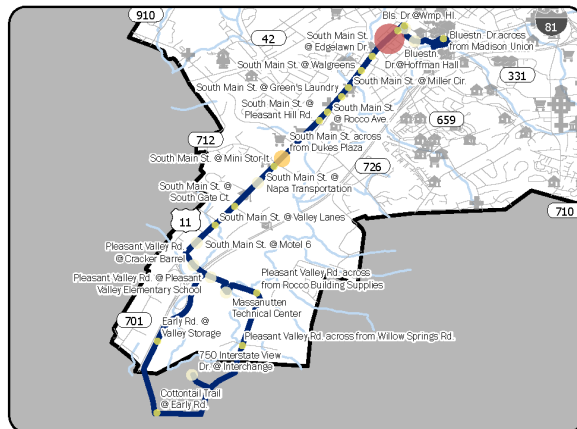 910
Bls. Dr @Wmp. Hl.
81
42
South Main St.
@ Edgelawn Dr.
Bluestn. Dr across
from Madison Union
Bluestn.
Dr@Hoffman Hall
South Main St. @ Walgreens
331
South Main St. @ Miller Cir.
South Main St. @ Green's Laundry
South Main St. @
Pleasant Hill Rd.
South Main St.
@ Rocco Ave.
659
712
South Main St. across
from Dukes Plaza
South Main St. @ Mini Stor-It
726
South Main St. @
Napa Transportation
South Main St. @
South Gate Ct.
710
11
South Main St. @ Valley Lanes
Pleasant Valley Rd.
@ Cracker Barrel
South Main St. @ Motel 6
Pleasant Valley Rd. @ Pleasant
Valley Elementary School
Pleasant Valley Rd. across
from Rocco Building Supplies
Massanutten
Technical Center
701
Early Rd. @
Valley Storage
Pleasant Valley Rd. across from Willow Springs Rd.
750 Interstate View
Dr. @ Interchange
Cottontail Trail
@ Early Rd.